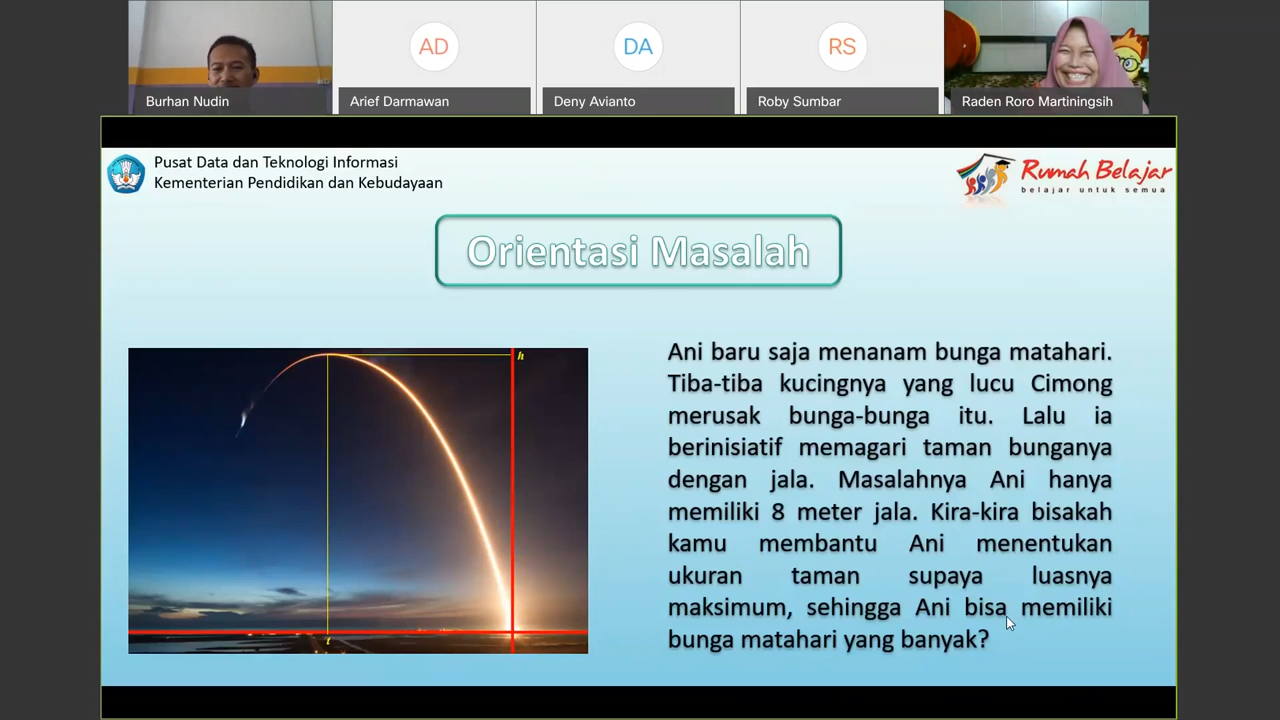 AD
DA
RS
Burhan Nudin
Arief Darmawan
Deny Avianto
Roby Sumbar
Raden Roro Martiningsih
Pusat Data dan Teknologi Informasi
Kementerian Pendidikan dan Kebudayaan
Rumah Belajar
belajar untuk semua
Orientasi Masalah
h
t
Ani baru saja menanam bunga matahari.
Tiba-tiba kucingnya yang lucu Cimong
merusak bunga-bunga itu. Lalu ia
berinisiatif memagari taman bunganya
dengan jala. Masalahnya Ani hanya
memiliki 8 meter jala. Kira-kira bisakah
kamu membantu Ani menentukan
ukuran taman supaya luasnya
maksimum, sehingga Ani bisa memiliki
bunga matahari yang banyak?